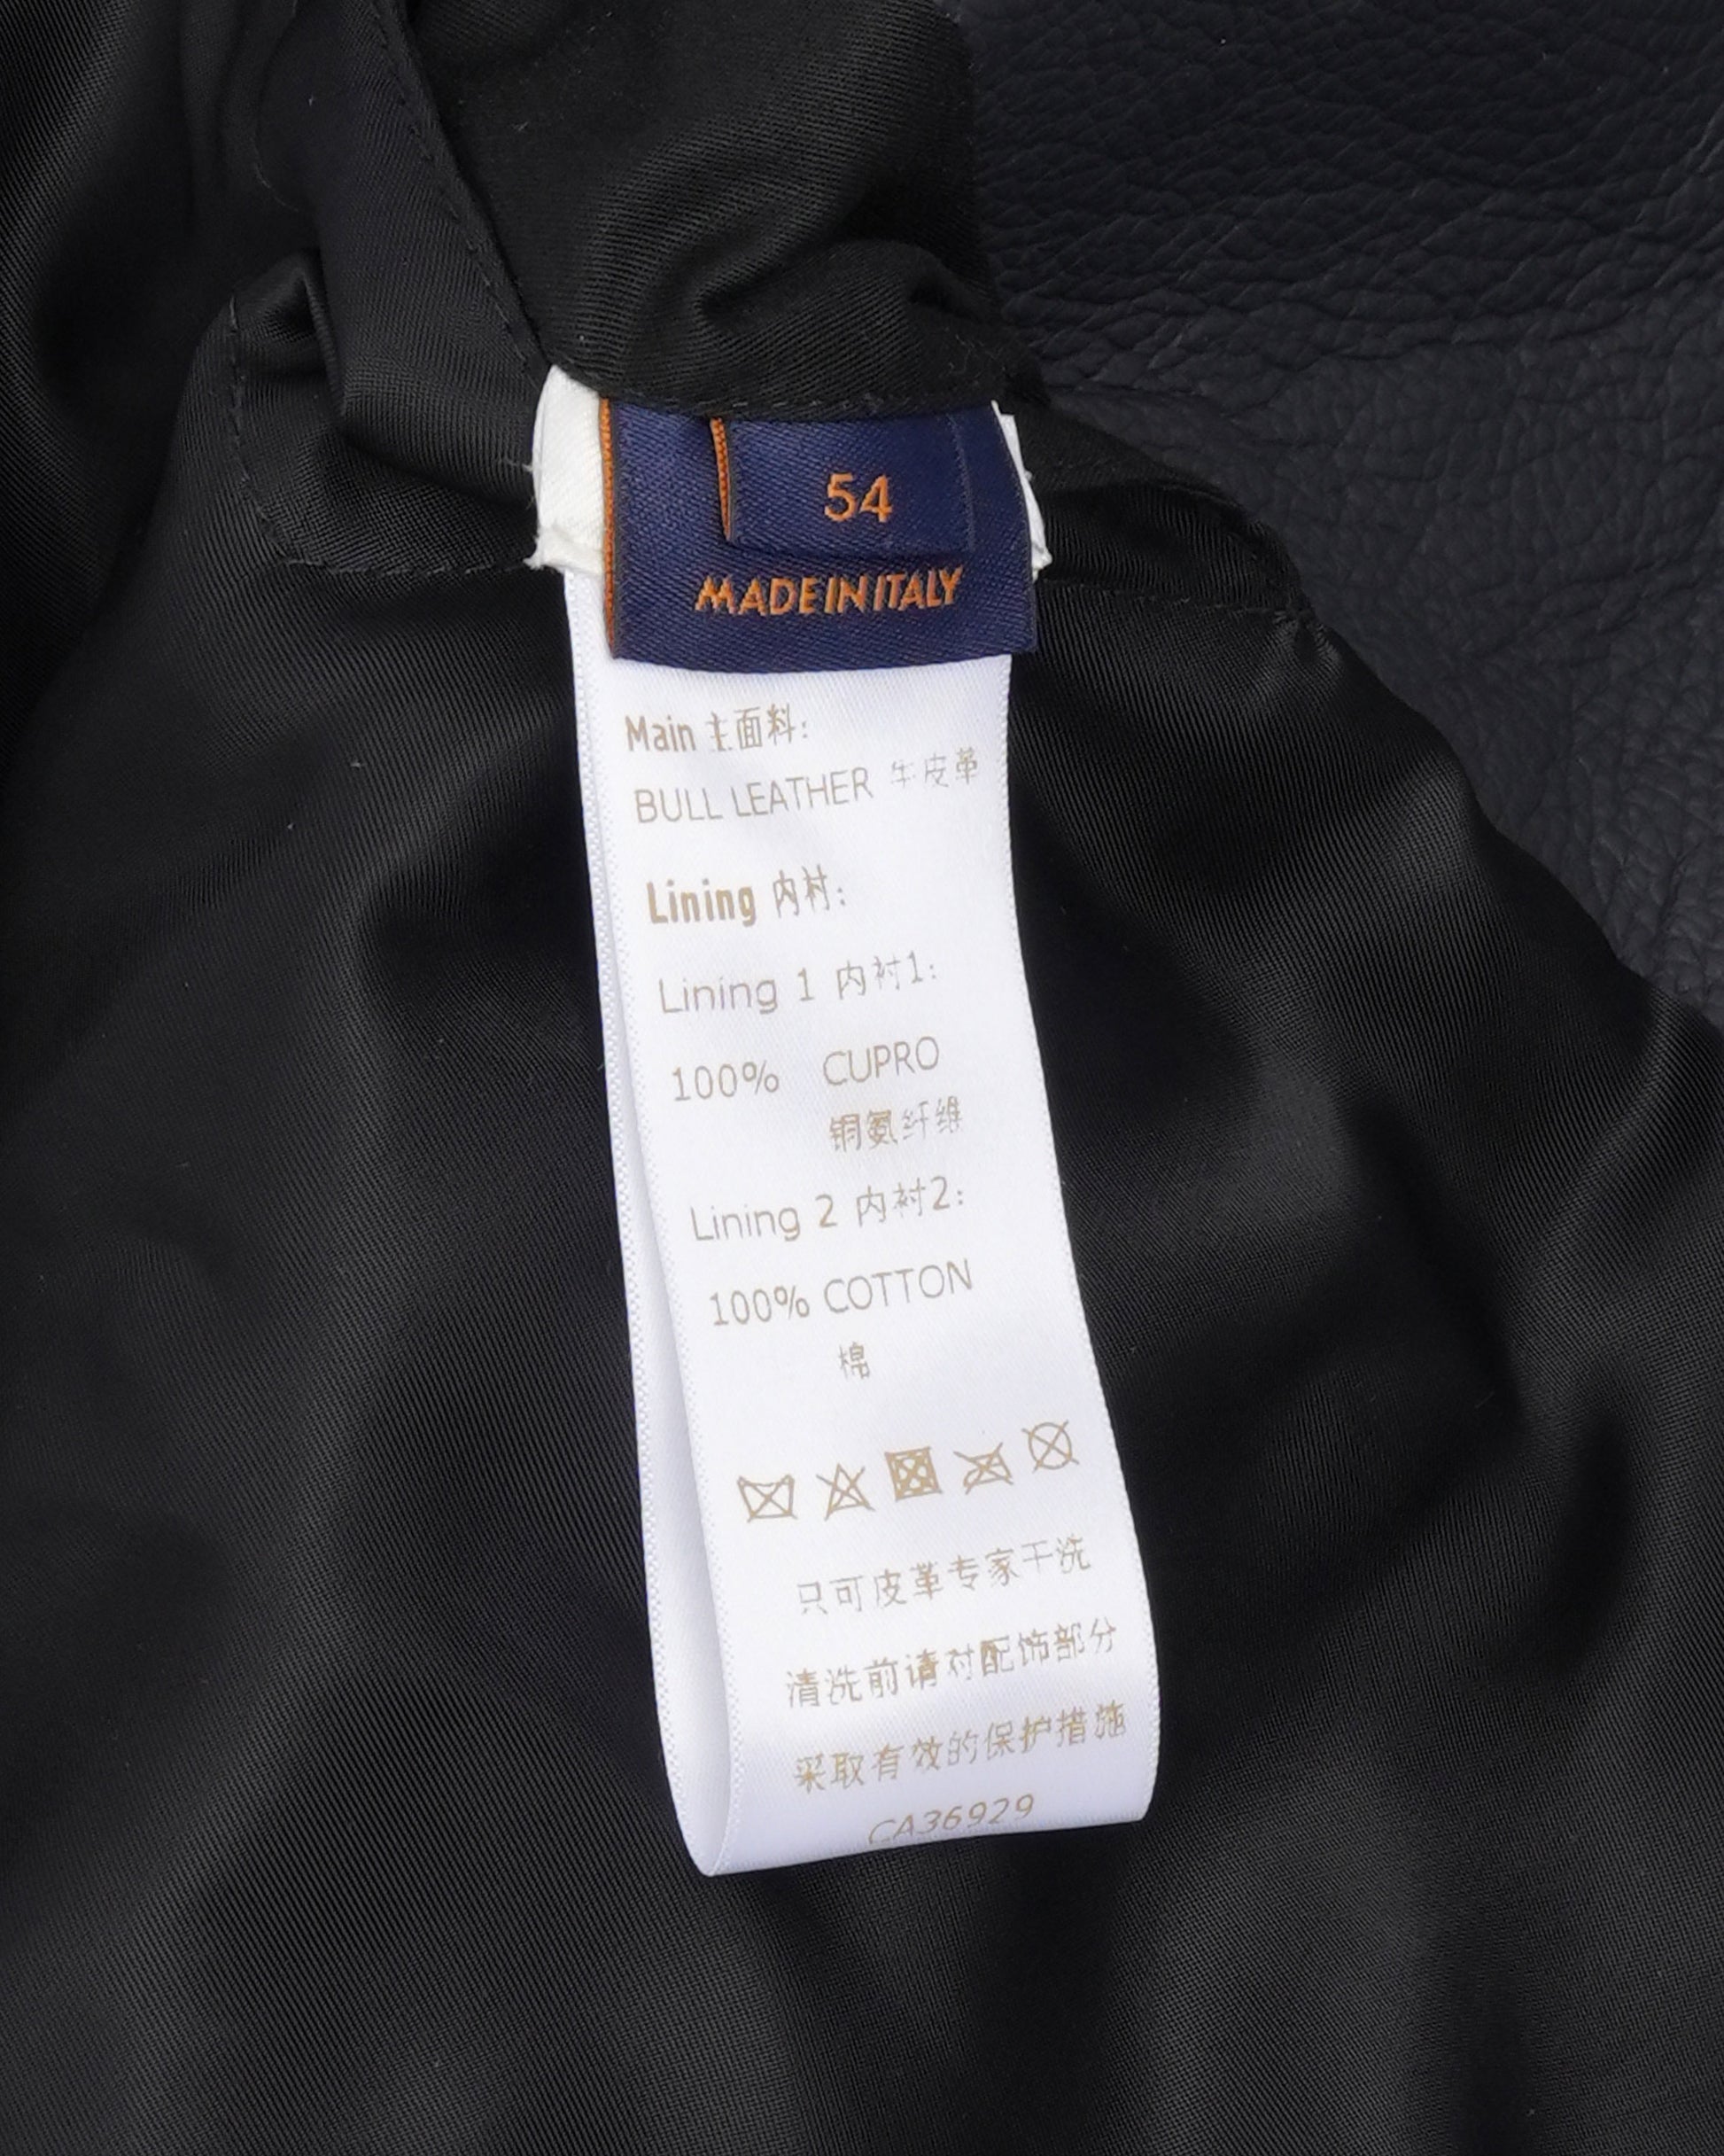 54
MADE IN ITALY
Main 主面料:
BULL LEATHER 牛皮革
Lining 内衬:
Lining 1 内衬1:
100% CUPRO
铜氨纤维
Lining 2 内衬2:
100% COTTON
棉
只可皮革专家干洗
清洗前请对配饰部分
采取有效的保护措施
CA36929